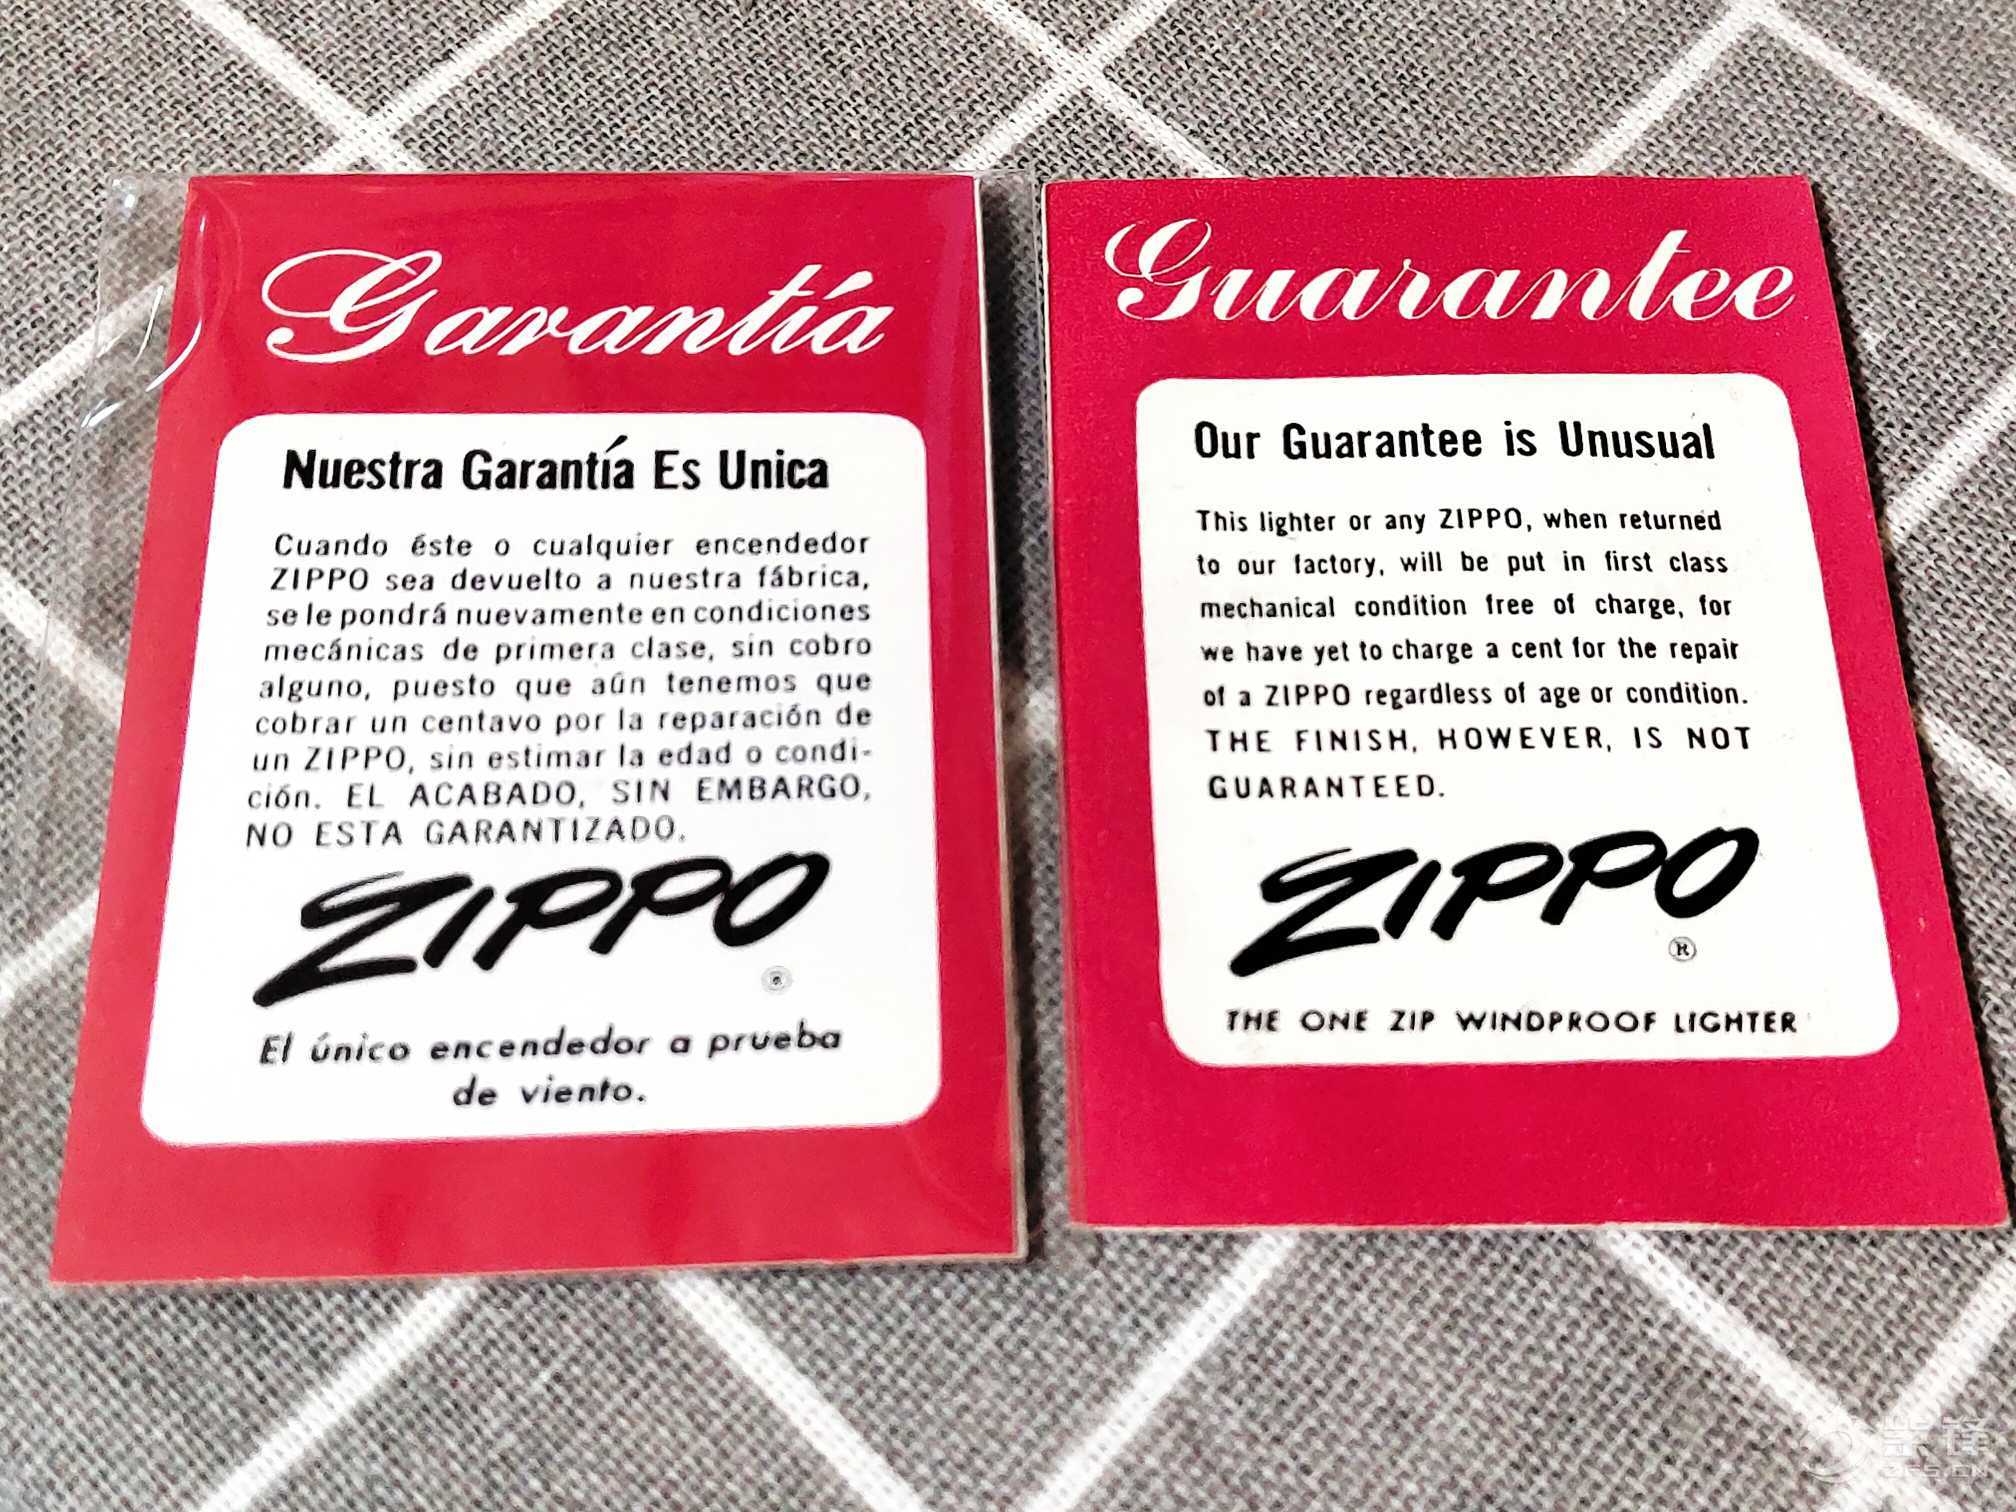 Garantía
Nuestra Garantía Es Unica
Cuando éste o cualquier encendedor
ZIPPO sea devuelto a nuestra fábrica,
se le pondrá nuevamente en condiciones
mecánicas de primera clase, sin cobro
alguno, puesto que aún tenemos que
cobrar un centavo por la reparación de
un ZIPPO, sin estimar la edad o condi-
ción. EL ACABADO, SIN EMBARGO,
NO ESTA GARANTIZADO.
ZIPPO
®
El único encendedor a prueba
de viento.
Guarantee
Our Guarantee is Unusual
This lighter or any ZIPPO, when returned
to our factory, will be put in first class
mechanical condition free of charge, for
we have yet to charge a cent for the repair
of a ZIPPO regardless of age or condition.
THE FINISH, HOWEVER, IS NOT
GUARANTEED.
ZIPPO
®
THE ONE ZIP WINDPROOF LIGHTER